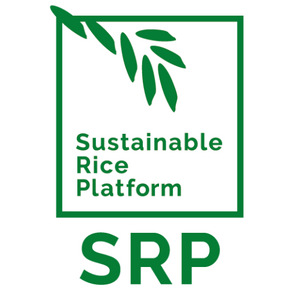 Sustainable
Rice
Platform
SRP